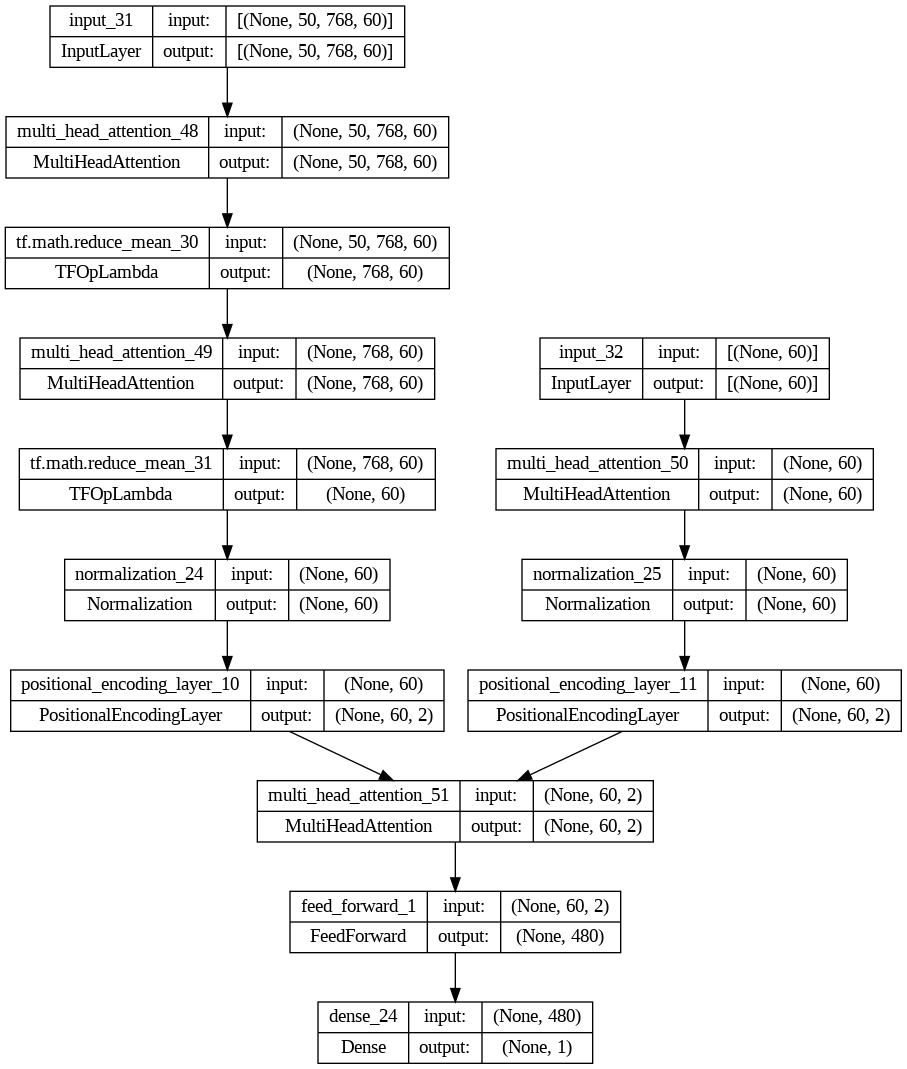 input_31 input: [(None, 50, 768, 60)]
InputLayer output: [(None, 50, 768, 60)]
multi_head_attention_48 input: (None, 50, 768, 60)
MultiHeadAttention output: (None, 50, 768, 60)
tf.math.reduce_mean_30 input: (None, 50, 768, 60)
TFOpLambda output: (None, 768, 60)
multi_head_attention_49 input: (None, 768, 60)
MultiHeadAttention output: (None, 768, 60)
input_32 input: [(None, 60)]
InputLayer output: [(None, 60)]
tf.math.reduce_mean_31 input: (None, 768, 60)
TFOpLambda output: (None, 60)
multi_head_attention_50 input: (None, 60)
MultiHeadAttention output: (None, 60)
normalization_24 input: (None, 60)
Normalization output: (None, 60)
normalization_25 input: (None, 60)
Normalization output: (None, 60)
positional_encoding_layer_10 input: (None, 60)
PositionalEncodingLayer output: (None, 60, 2)
positional_encoding_layer_11 input: (None, 60)
PositionalEncodingLayer output: (None, 60, 2)
multi_head_attention_51 input: (None, 60, 2)
MultiHeadAttention output: (None, 60, 2)
feed_forward_1 input: (None, 60, 2)
FeedForward output: (None, 480)
dense_24 input: (None, 480)
Dense output: (None, 1)